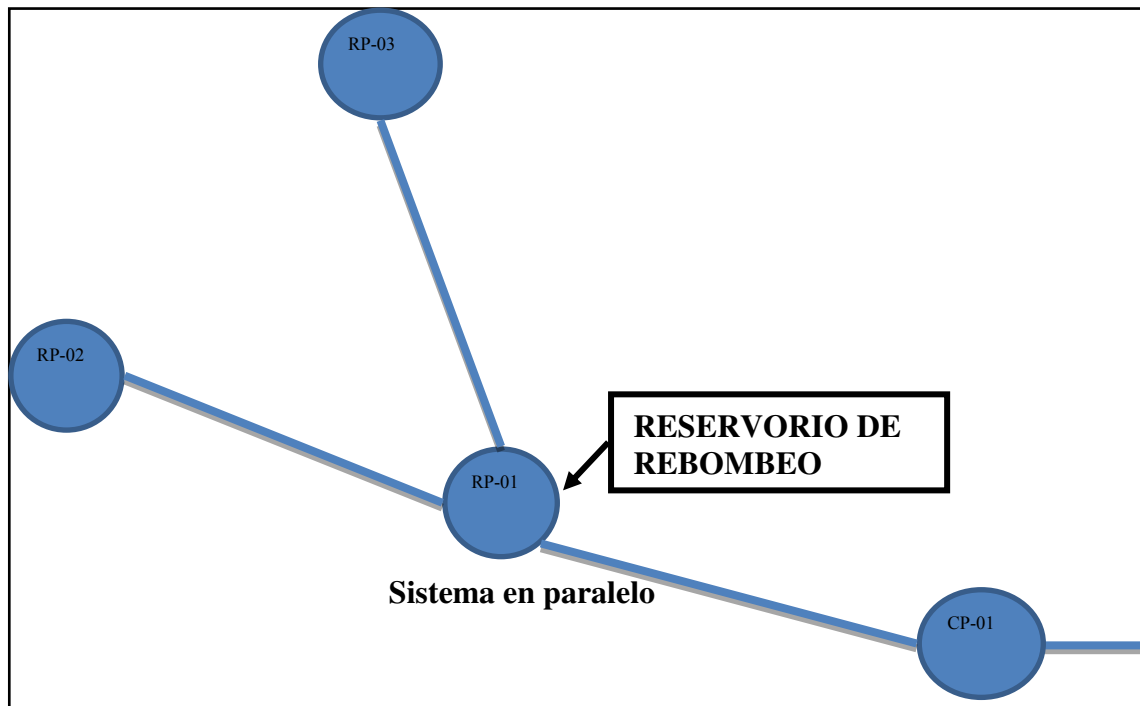 RP-03
RP-02
RESERVORIO DE
REBOMBEO
RP-01
Sistema en paralelo
CP-01